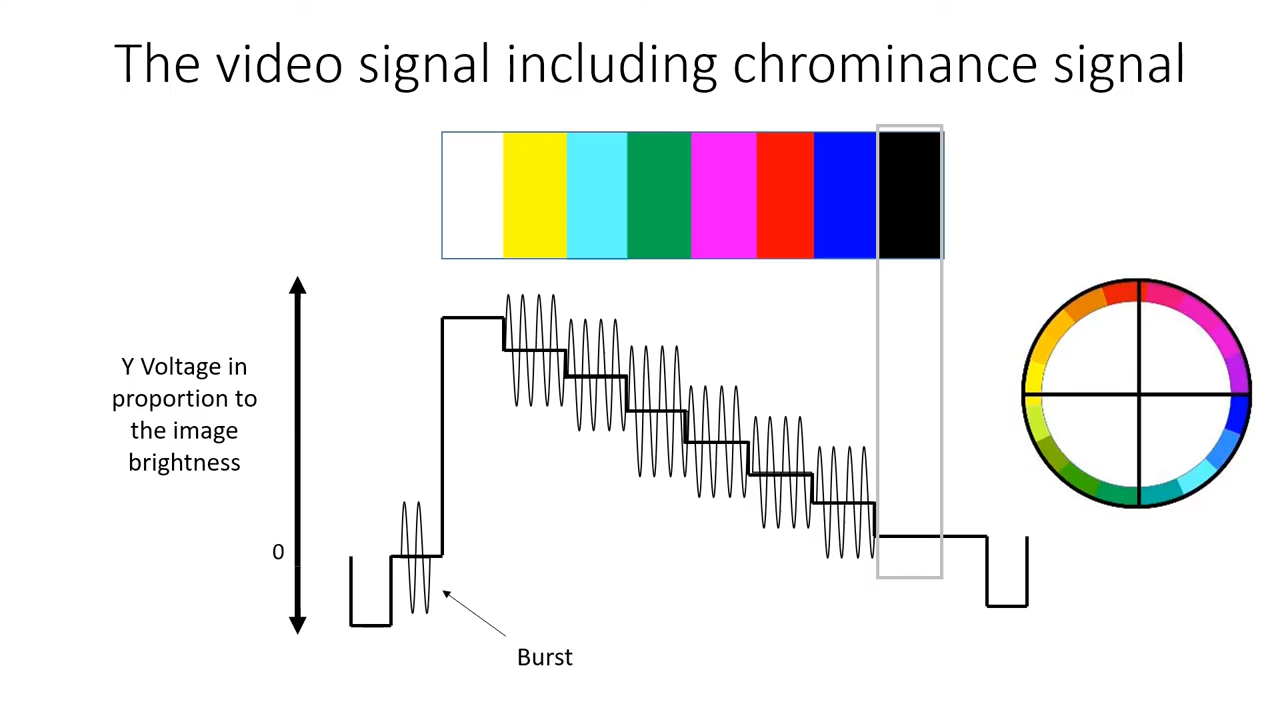 The video signal including chrominance signal
Y Voltage in
proportion to
the image
brightness
0
Burst